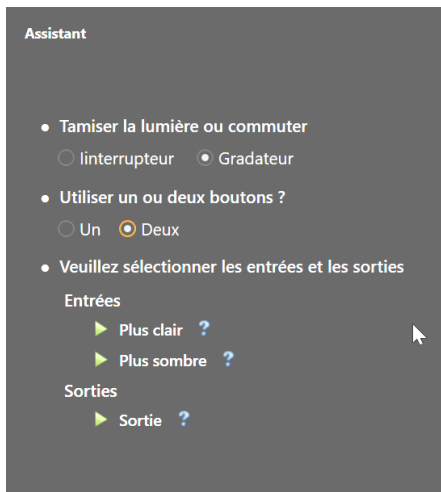 Assistant
Tamiser la lumière ou commuter
Iinterrupteur Gradateur
Utiliser un ou deux boutons ?
Un Deux
Veuillez sélectionner les entrées et les sorties
Entrées
Plus clair ?
Plus sombre ?
Sorties
Sortie ?